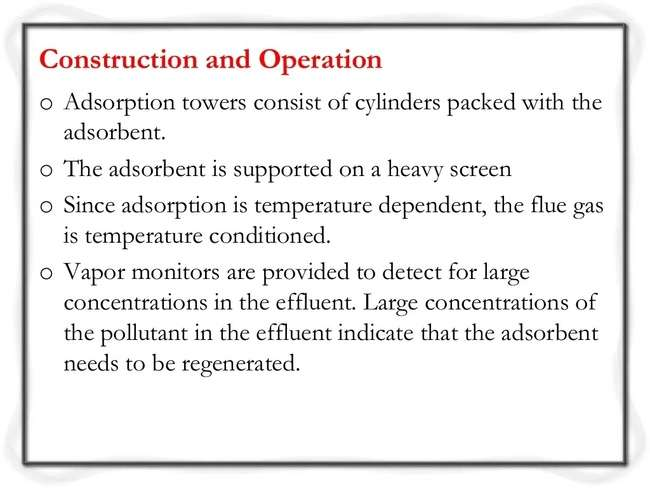 Construction and Operation
o Adsorption towers consist of cylinders packed with the
adsorbent.
o The adsorbent is supported on a heavy screen
o Since adsorption is temperature dependent, the flue gas
is temperature conditioned.
o Vapor monitors are provided to detect for large
concentrations in the effluent. Large concentrations of
the pollutant in the effluent indicate that the adsorbent
needs to be regenerated.